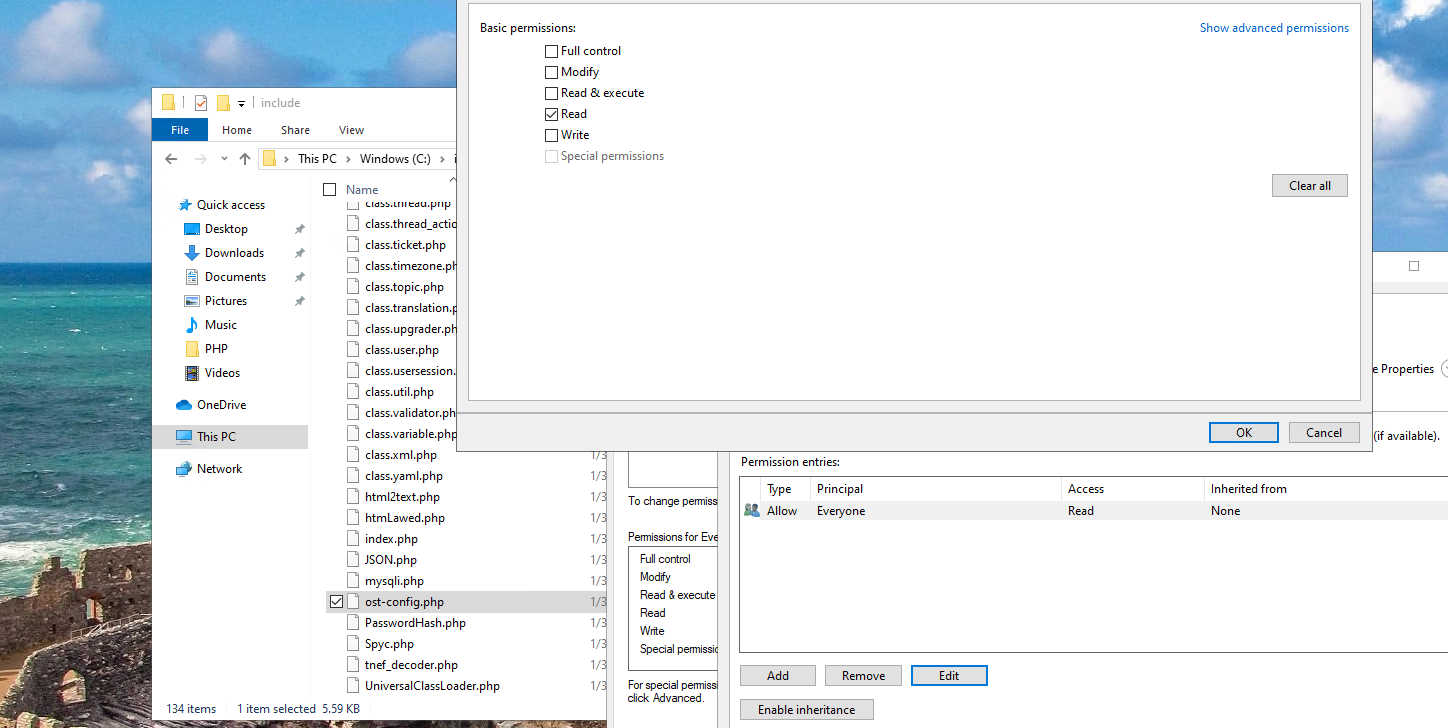 Basic permissions:
Show advanced permissions
Full control
Modify
Read & execute
Read
Write
Special permissions
Clear all
OK
Cancel
include
File
Home
Share
View
This PC
Windows (C:)
Quick access
Desktop
Downloads
Documents
Pictures
Music
PHP
Videos
OneDrive
This PC
Network
Name
class.thread.php
class.thread_actio
class.ticket.php
class.timezone.ph
class.topic.php
class.translation.p
class.upgrader.ph
class.user.php
class.usersession.
class.util.php
class.validator.ph
class.variable.php
class.xml.php 1/3
class.yaml.php 1/3
html2text.php 1/3
htmLawed.php 1/3
index.php 1/3
JSON.php 1/3
mysqli.php 1/3
ost-config.php 1/3
PasswordHash.php 1/3
Spyc.php 1/3
tnef_decoder.php 1/3
UniversalClassLoader.php 1/3
134 items 1 item selected 5.59 KB
To change permiss
Permissions for Eve
Full control
Modify
Read & execute
Read
Write
Special permissio
For special permissi
click Advanced.
e Properties
(if available).
Permission entries:
Type Principal Access Inherited from
Allow Everyone Read None
Add
Remove
Edit
Enable inheritance